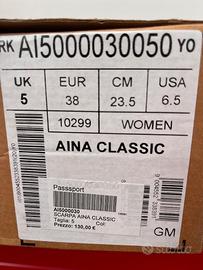 RK AI5000030050 YO
UK EUR CM USA
5 38 23.5 6.5
10299 WOMEN
AINA CLASSIC
Passsport
AI5000030
SCARPA AINA CLASSIC
Taglia: 5 Col:
Prezzo: 130,00 €
GM
subito